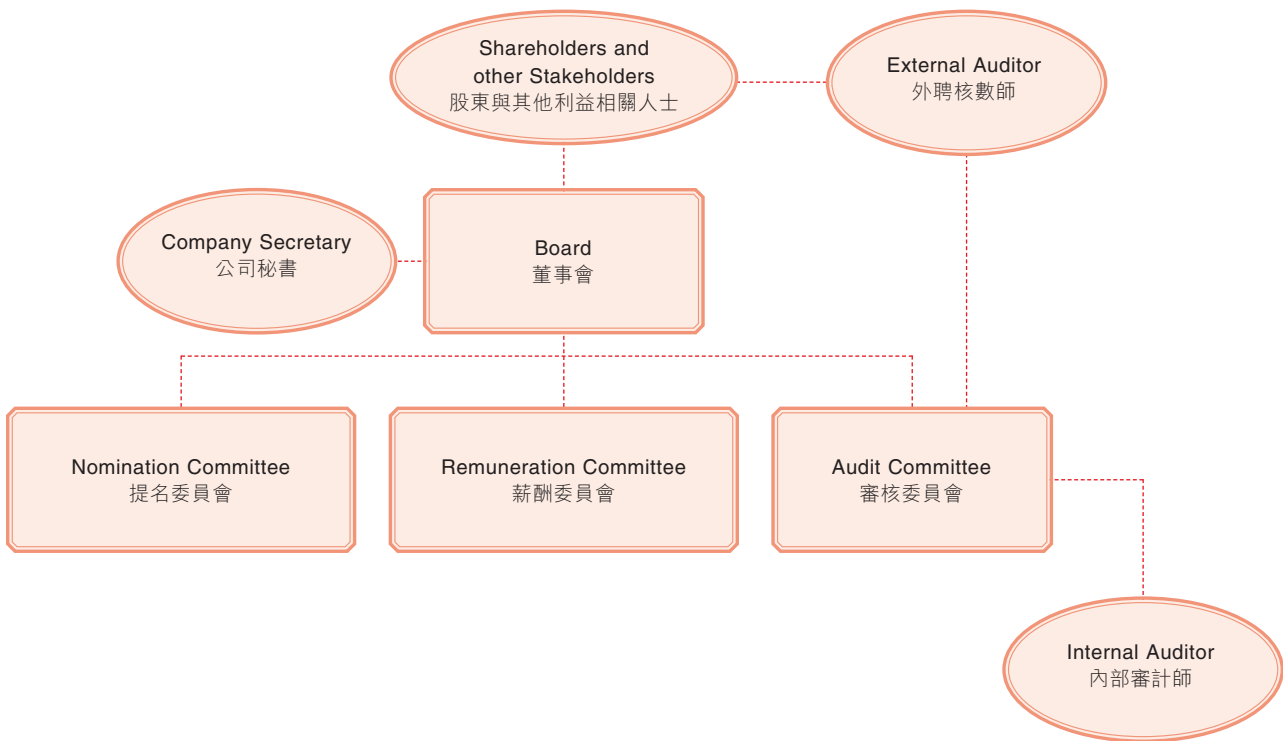 Shareholders and
other Stakeholders
股東與其他利益相關人士
External Auditor
外聘核數師
Company Secretary
公司秘書
Board
董事會
Nomination Committee
提名委員會
Remuneration Committee
薪酬委員會
Audit Committee
審核委員會
Internal Auditor
內部審計師